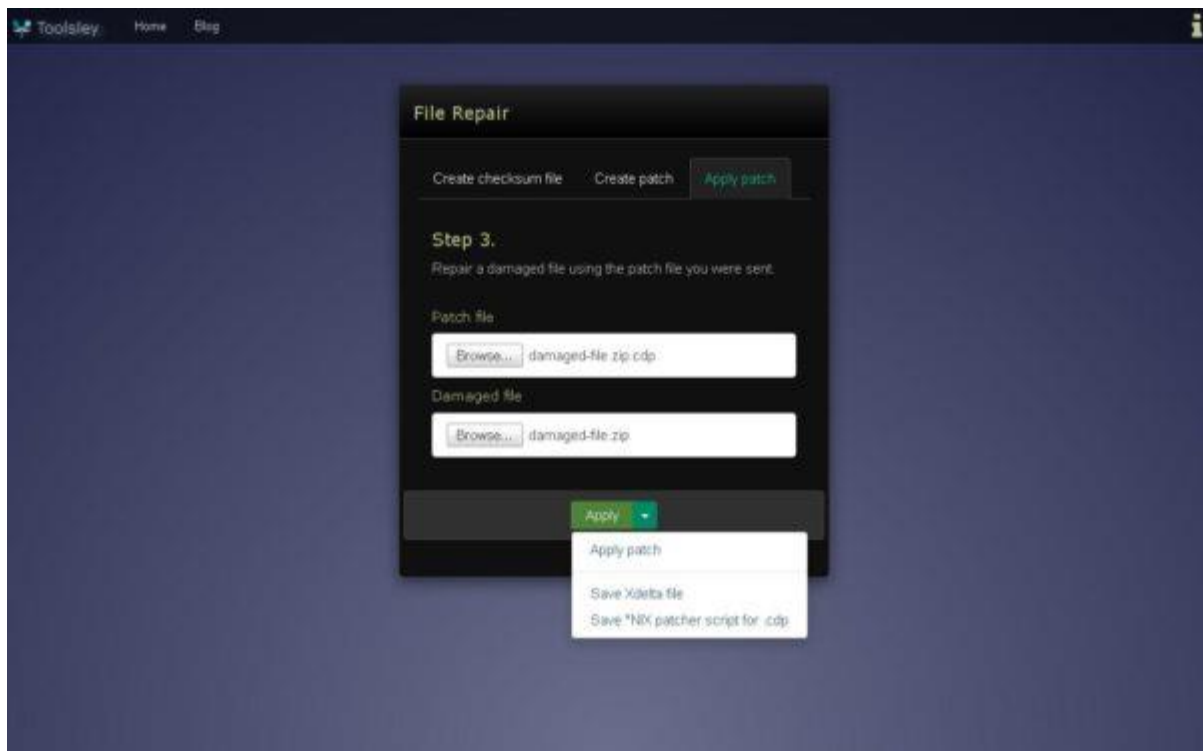 Toolsley
Home
Blog
File Repair
Create checksum file
Create patch
Apply patch
Step 3.
Repair a damaged file using the patch file you were sent.
Patch file
Browse... damaged-file.zip.cdp
Damaged file
Browse... damaged-file.zip
Apply
Apply patch
Save Xdelta file
Save *NIX patcher script for .cdp